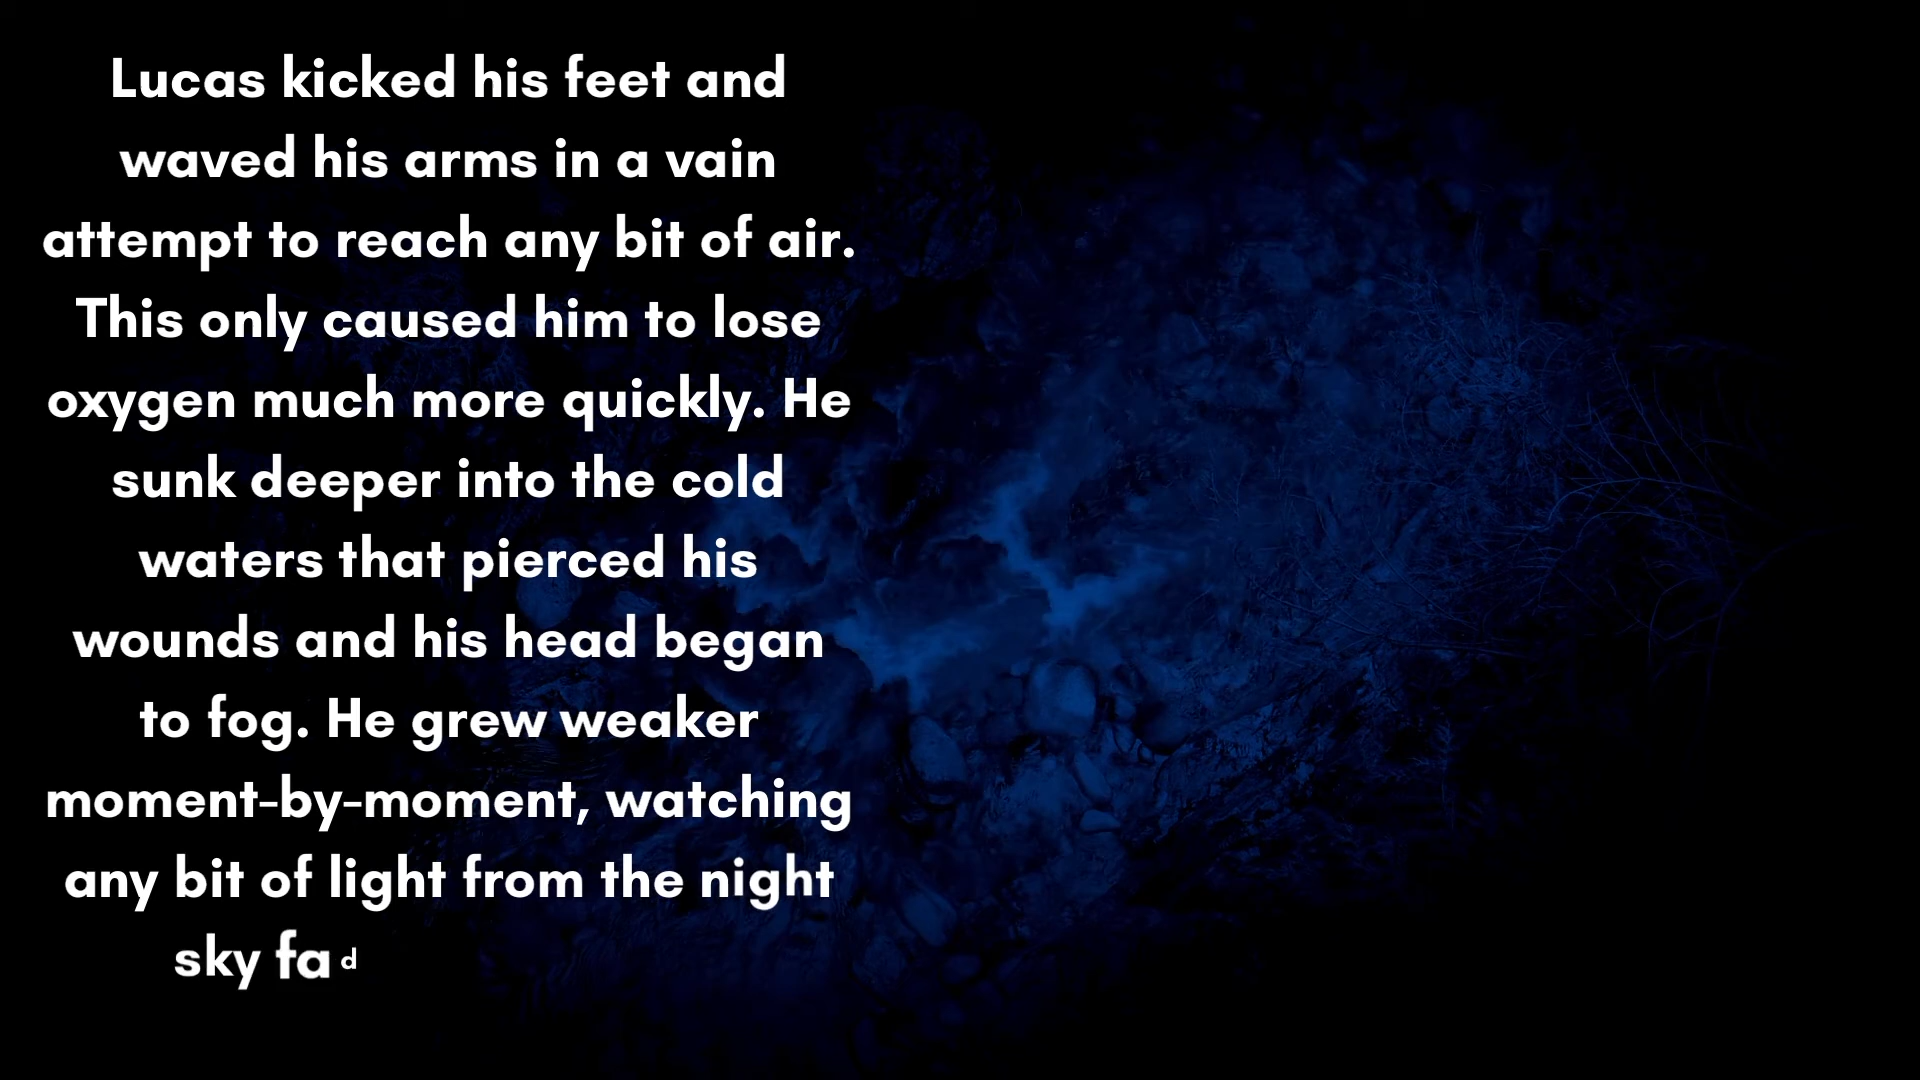 Lucas kicked his feet and
waved his arms in a vain
attempt to reach any bit of air.
This only caused him to lose
oxygen much more quickly. He
sunk deeper into the cold
waters that pierced his
wounds and his head began
to fog. He grew weaker
moment-by-moment, watching
any bit of light from the night
sky fad